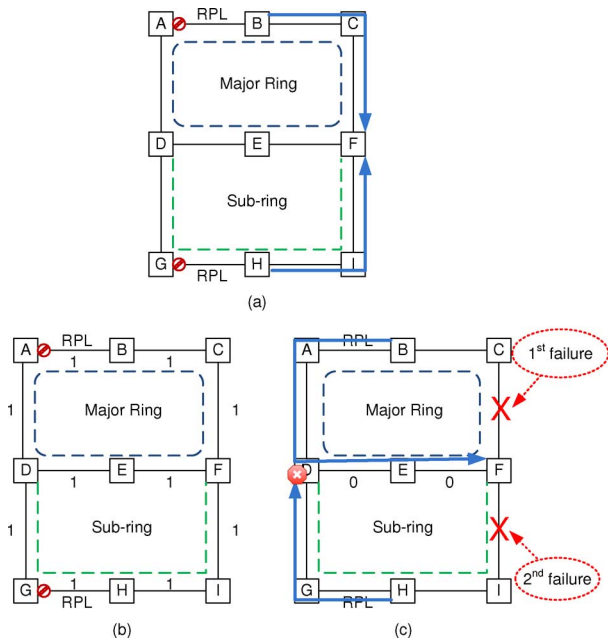 A RPL B C
Major Ring
D E F
Sub-ring
G RPL H I
(a)
A RPL B C
1 1
1 Major Ring 1
D E F
1 1
1 Sub-ring 1
1 1
G RPL H I
(b)
A RPL B C
1st failure
Major Ring
X
D E F
0 0
Sub-ring
X
G RPL H I
2nd failure
(c)